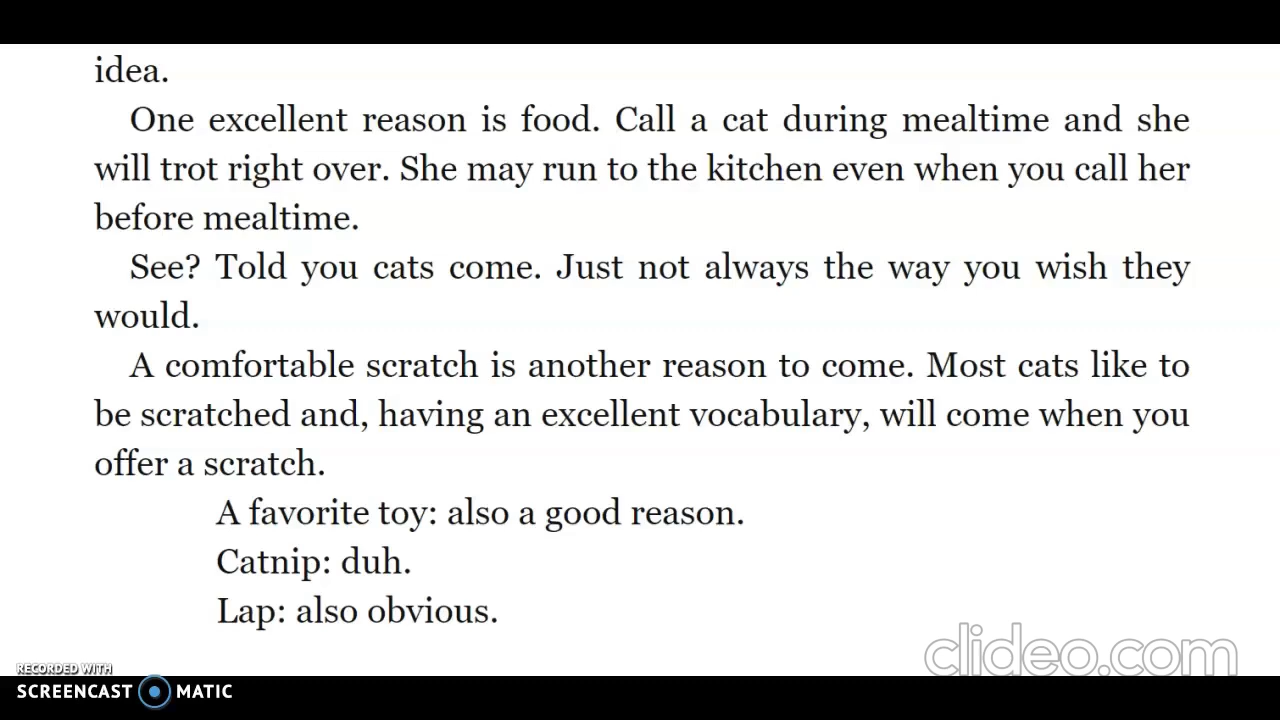 idea.
One excellent reason is food. Call a cat during mealtime and she
will trot right over. She may run to the kitchen even when you call her
before mealtime.
See? Told you cats come. Just not always the way you wish they
would.
A comfortable scratch is another reason to come. Most cats like to
be scratched and, having an excellent vocabulary, will come when you
offer a scratch.
A favorite toy: also a good reason.
Catnip: duh.
Lap: also obvious.
clideo.com
RECORDED WITH
SCREENCAST MATIC